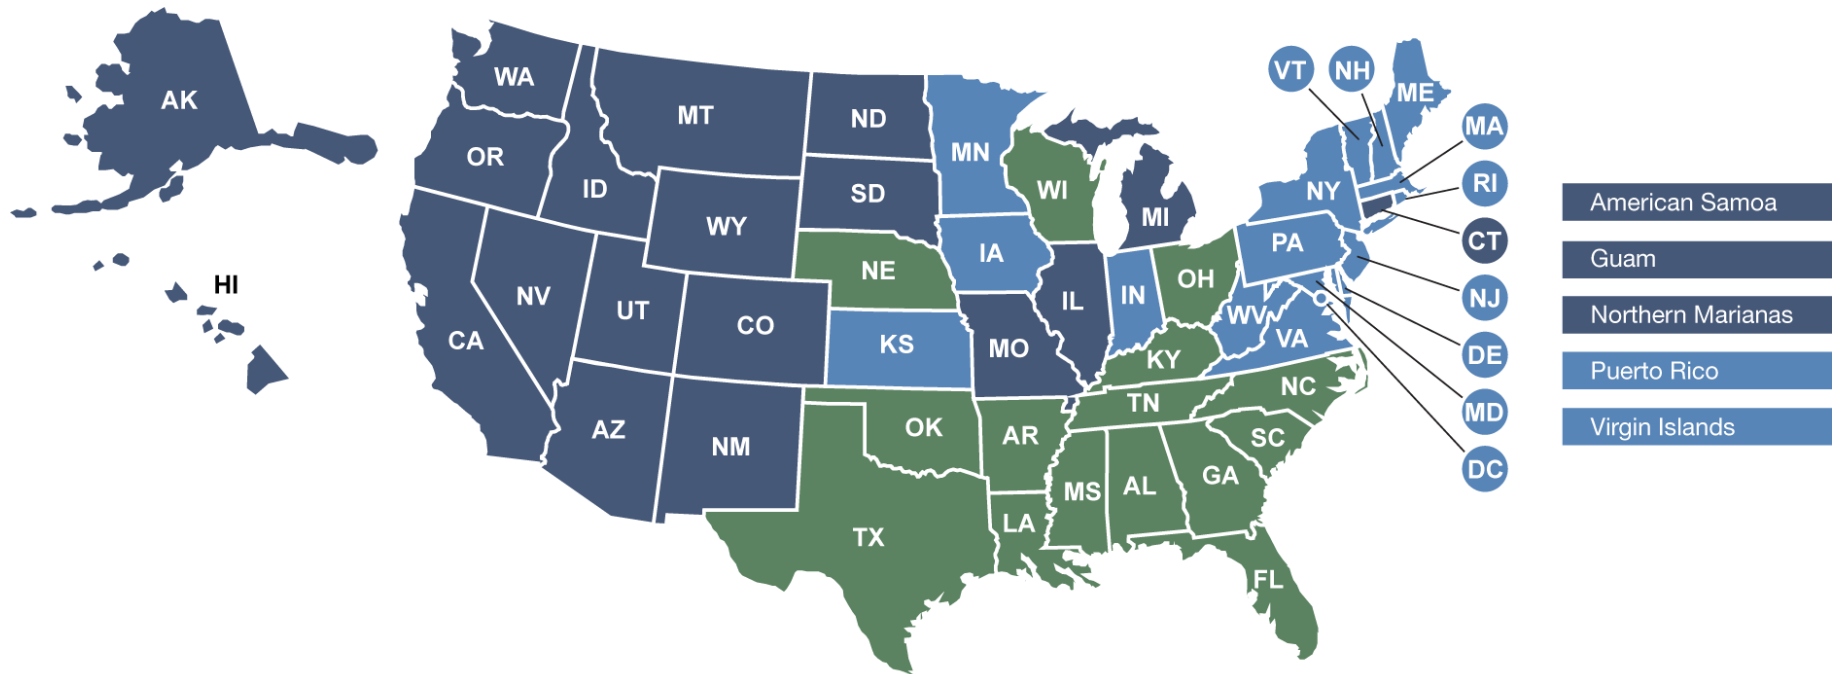 AK
HI
WA
OR
CA
ID
NV
MT
WY
UT
AZ
CO
NM
ND
SD
NE
KS
OK
TX
MN
IA
MO
AR
LA
WI
IL
MI
IN
OH
KY
TN
MS
AL
GA
FL
SC
NC
VA
WV
PA
NY
VT
NH
ME
MA
RI
CT
NJ
DE
MD
DC
American Samoa
Guam
Northern Marianas
Puerto Rico
Virgin Islands